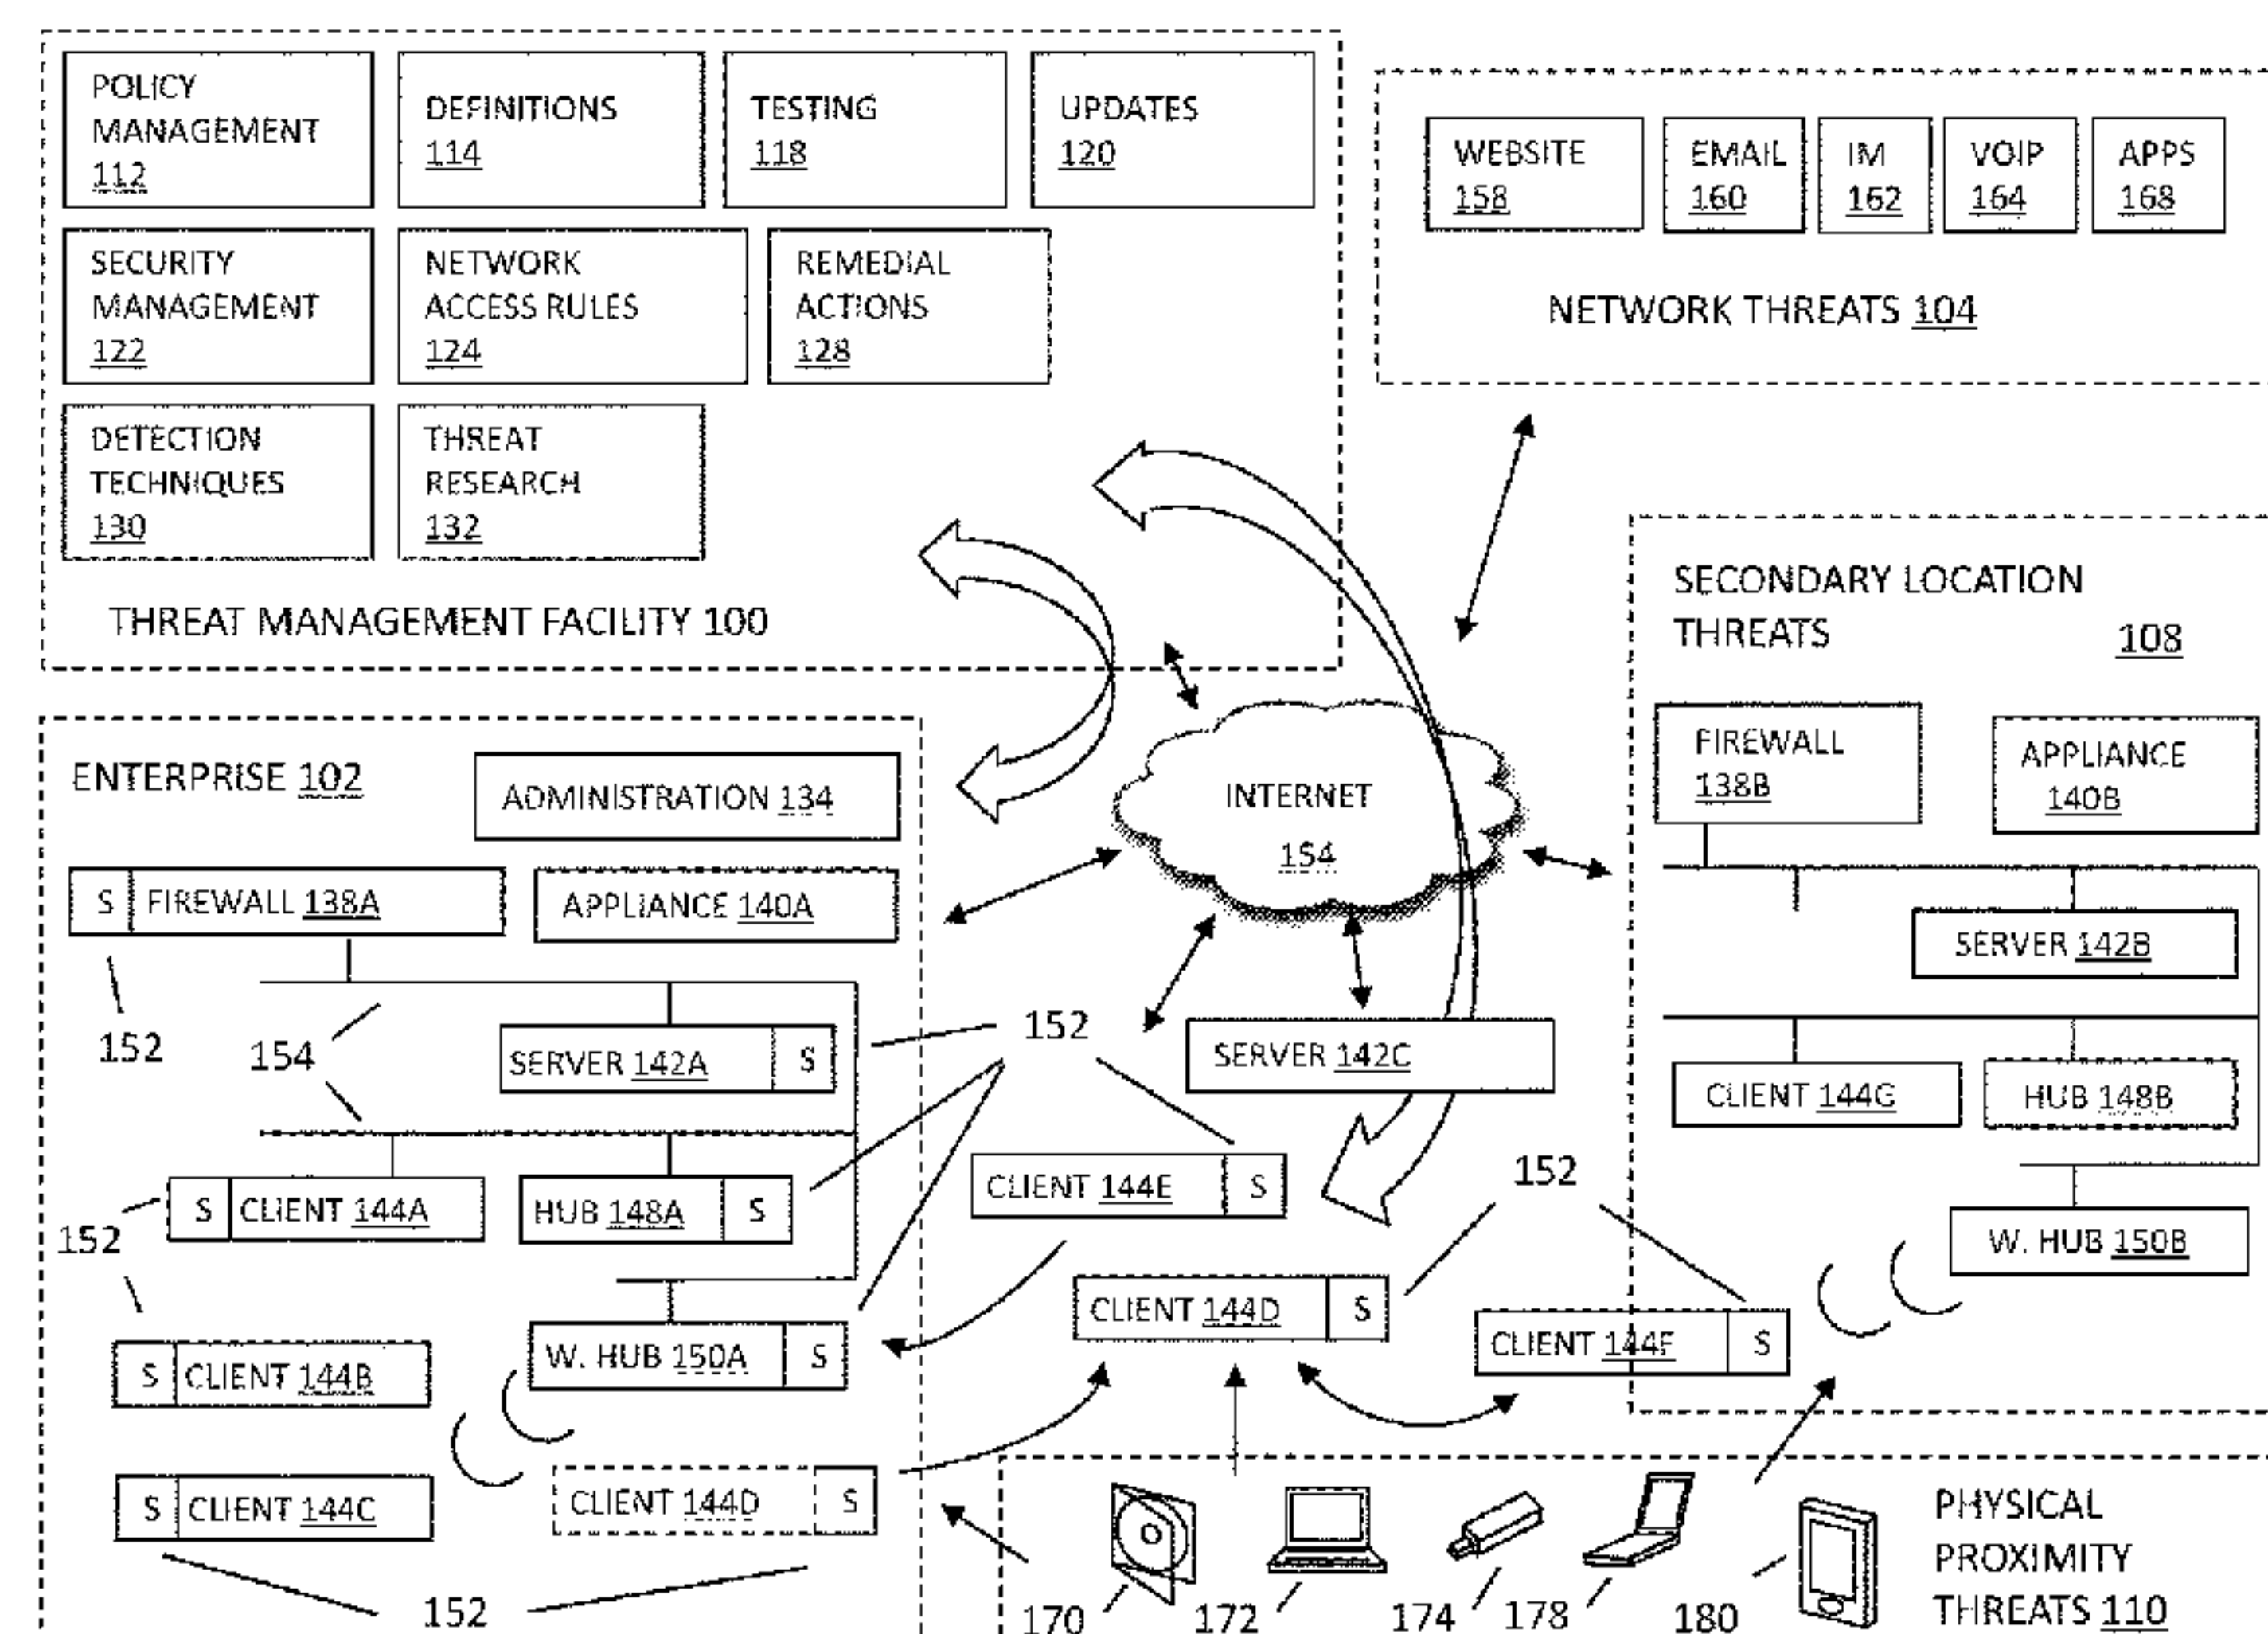 POLICY
MANAGEMENT
112
DEFINITIONS
114
TESTING
118
UPDATES
120
SECURITY
MANAGEMENT
122
NETWORK
ACCESS RULES
124
REMEDIAL
ACTIONS
128
DETECTION
TECHNIQUES
130
THREAT
RESEARCH
132
THREAT MANAGEMENT FACILITY 100
WEBSITE
158
EMAIL
160
IM
162
VOIP
164
APPS
168
NETWORK THREATS 104
SECONDARY LOCATION
THREATS
108
FIREWALL
138B
APPLIANCE
140B
SERVER 142B
CLIENT 144G
HUB 148B
W. HUB 150B
ENTERPRISE 102
ADMINISTRATION 134
S FIREWALL 138A
APPLIANCE 140A
152
154
SERVER 142A S
152
S CLIENT 144A
HUB 148A S
152
S CLIENT 144B
W. HUB 150A S
S CLIENT 144C
CLIENT 144D S
152
INTERNET
154
SERVER 142C
CLIENT 144E S
152
CLIENT 144D S
CLIENT 144F S
170
172
174
178
180
PHYSICAL
PROXIMITY
THREATS 110